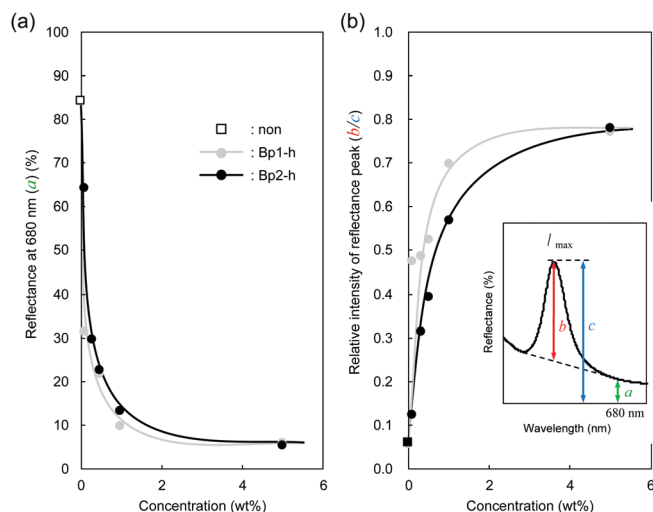 (a)
100
90
80
70
60
50
40
30
20
10
0
0
2
4
6
Reflectance at 680 nm (a) (%)
Concentration (wt%)
: non
: Bp1-h
: Bp2-h
(b)
1.0
0.9
0.8
0.7
0.6
0.5
0.4
0.3
0.2
0.1
0.0
0
2
4
6
Relative intensity of reflectance peak (b/c)
Concentration (wt%)
l max
b
c
a
680 nm
Reflectance (%)
Wavelength (nm)